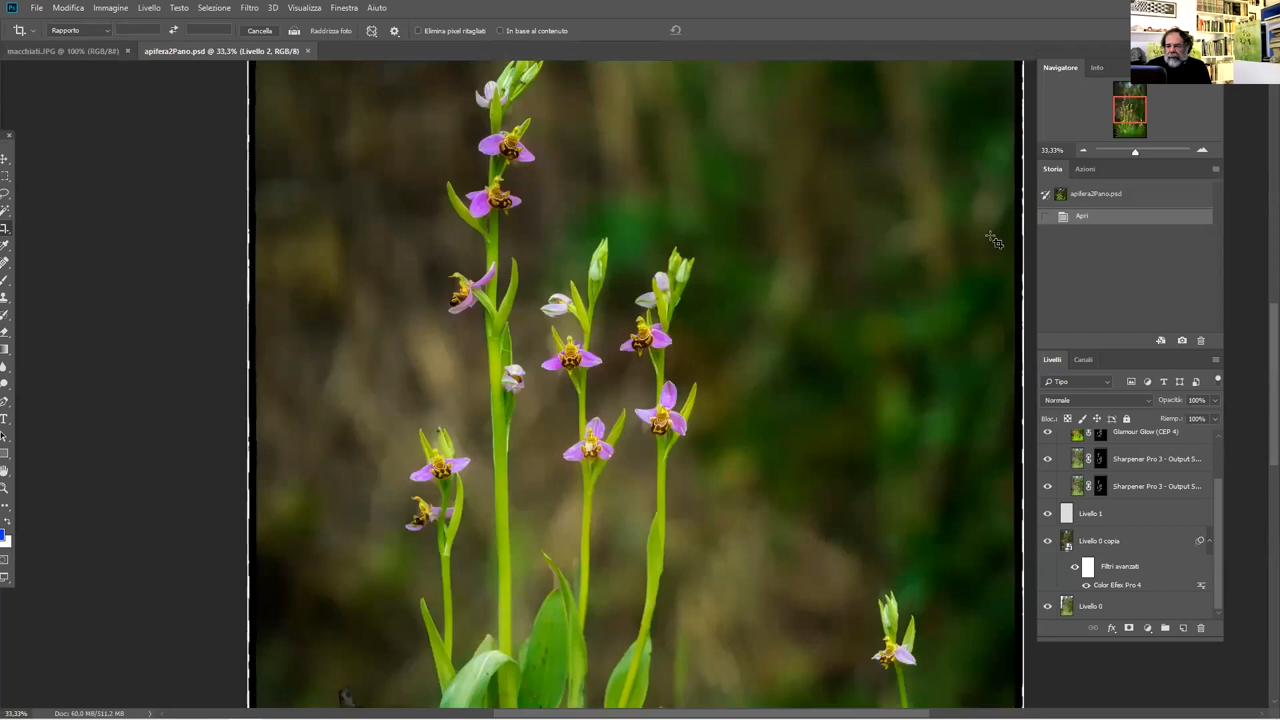 Ps File Modifica Immagine Livello Testo Selezione Filtro 3D Visualizza Finestra Aiuto
Rapporto Cancella Raddrizza foto Elimina pixel ritagliati In base al contenuto
macchiati.JPG @ 100% (RGB/8#) × apifera2Pano.psd @ 33,3% (Livello 2, RGB/8) ×
Navigatore Info
33,33%
Storia Azioni
apifera2Pano.psd
Apri
Livelli Canali
Tipo
Normale Opacità: 100%
Bloc.: Riemp.: 100%
Glamour Glow (CEP 4)
Sharpener Pro 3 - Output S...
Sharpener Pro 3 - Output S...
Livello 1
Livello 0 copia
Filtri avanzati
Color Efex Pro 4
Livello 0
fx
33,33% Doc: 60,0 MB/511,2 MB